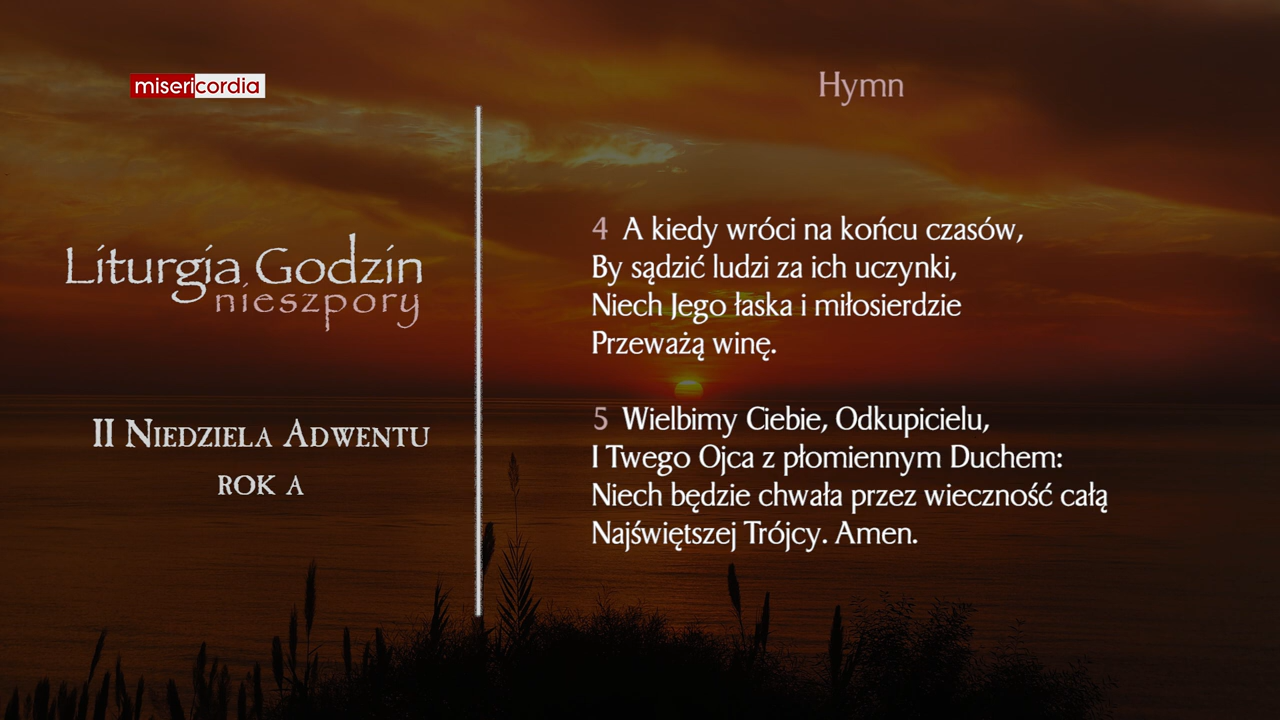 misericordia
Liturgia Godzin
nieszpory
II Niedziela Adwentu
rok A
Hymn
4 A kiedy wróci na końcu czasów,
By sądzić ludzi za ich uczynki,
Niech Jego łaska i miłosierdzie
Przeważą winę.
5 Wielbimy Ciebie, Odkupicielu,
I Twego Ojca z płomiennym Duchem:
Niech będzie chwała przez wieczność całą
Najświętszej Trójcy. Amen.